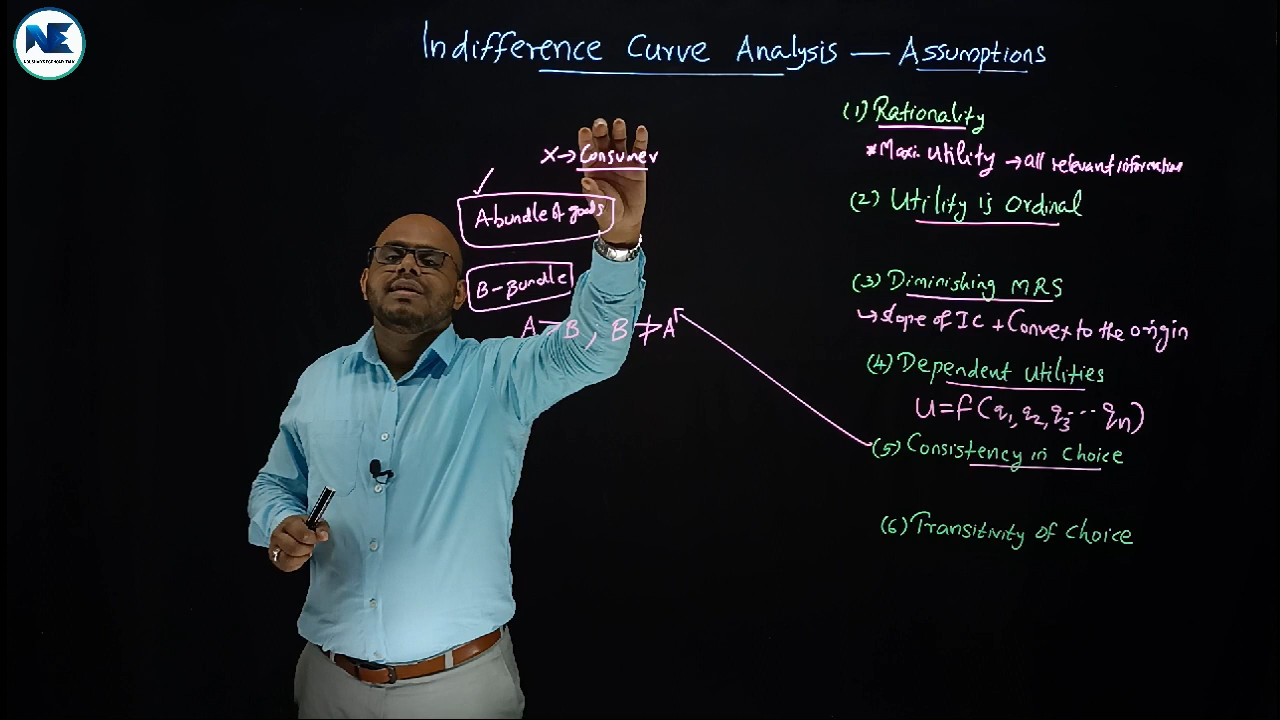 NE
Indifference Curve Analysis — Assumptions
X → Consumer
A-bundle of goods
B - Bundle
A > B , B ≯ A
(1) Rationality
*Maxi. Utility → all relevant information
(2) Utility is Ordinal
(3) Diminishing MRS
↳ slope of IC + Convex to the origin
(4) Dependent Utilities
U = f (q₁, q₂, q₃ ... qₙ)
(5) Consistency in choice
(6) Transitivity of choice